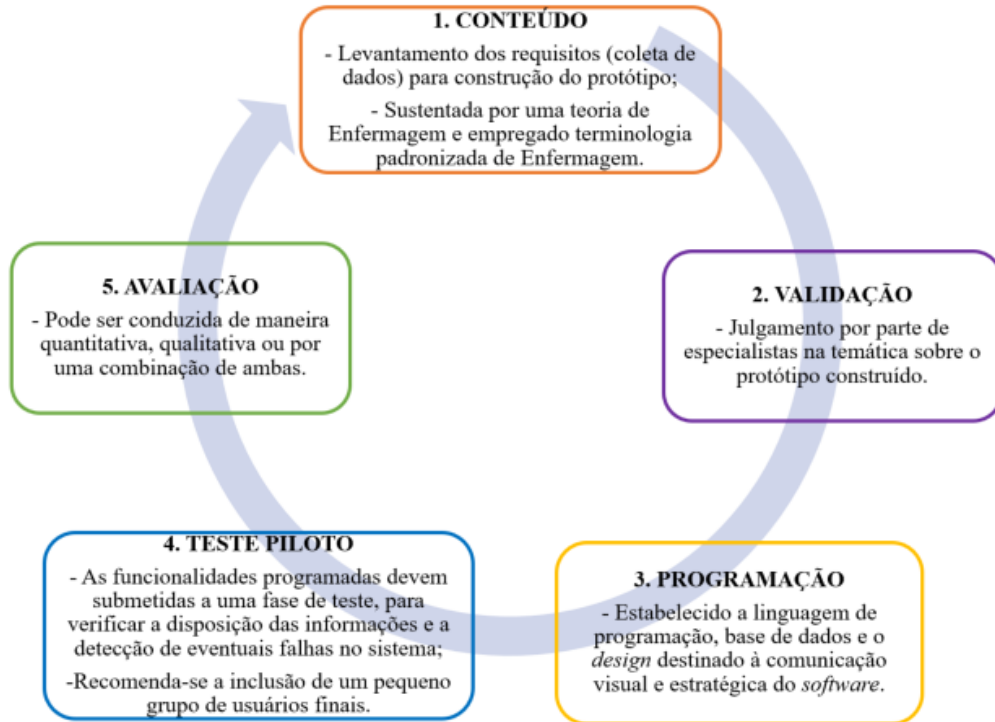 1. CONTEÚDO
- Levantamento dos requisitos (coleta de
dados) para construção do protótipo;
- Sustentada por uma teoria de
Enfermagem e empregado terminologia
padronizada de Enfermagem.
2. VALIDAÇÃO
- Julgamento por parte de
especialistas na temática sobre o
protótipo construído.
3. PROGRAMAÇÃO
- Estabelecido a linguagem de
programação, base de dados e o
design destinado à comunicação
visual e estratégica do software.
4. TESTE PILOTO
- As funcionalidades programadas devem
submetidas a uma fase de teste, para
verificar a disposição das informações e a
detecção de eventuais falhas no sistema;
-Recomenda-se a inclusão de um pequeno
grupo de usuários finais.
5. AVALIAÇÃO
- Pode ser conduzida de maneira
quantitativa, qualitativa ou por
uma combinação de ambas.